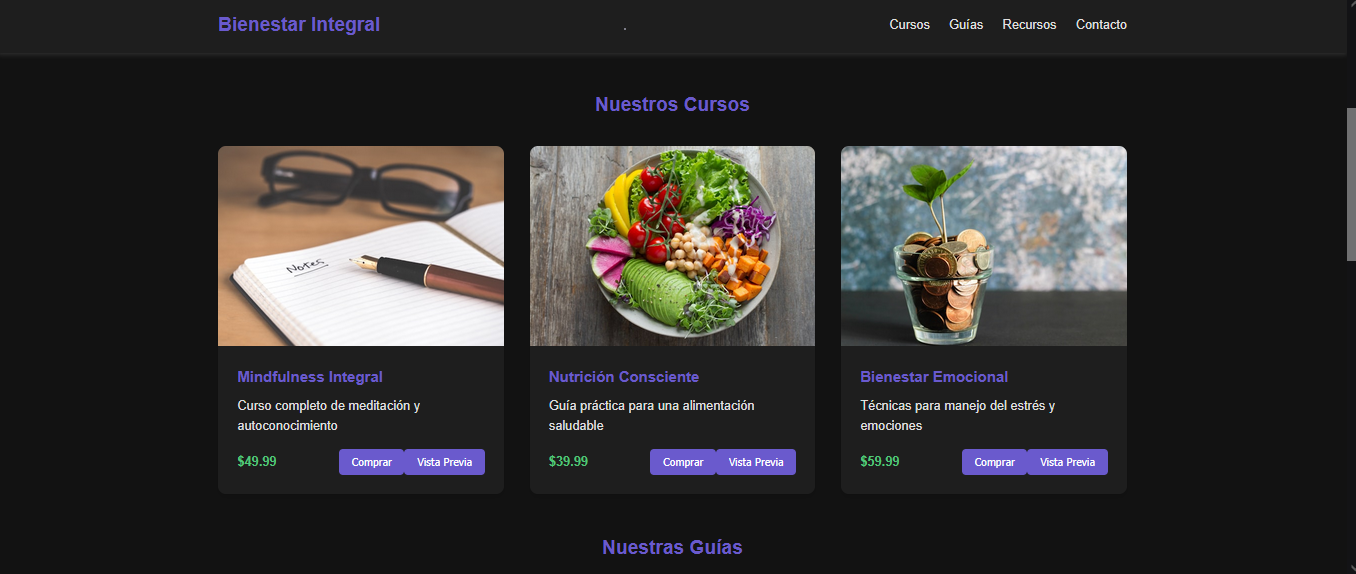 Bienestar Integral
Cursos Guías Recursos Contacto
Nuestros Cursos
Notes
Mindfulness Integral
Curso completo de meditación y
autoconocimiento
$49.99 Comprar Vista Previa
Nutrición Consciente
Guía práctica para una alimentación
saludable
$39.99 Comprar Vista Previa
Bienestar Emocional
Técnicas para manejo del estrés y
emociones
$59.99 Comprar Vista Previa
Nuestras Guías